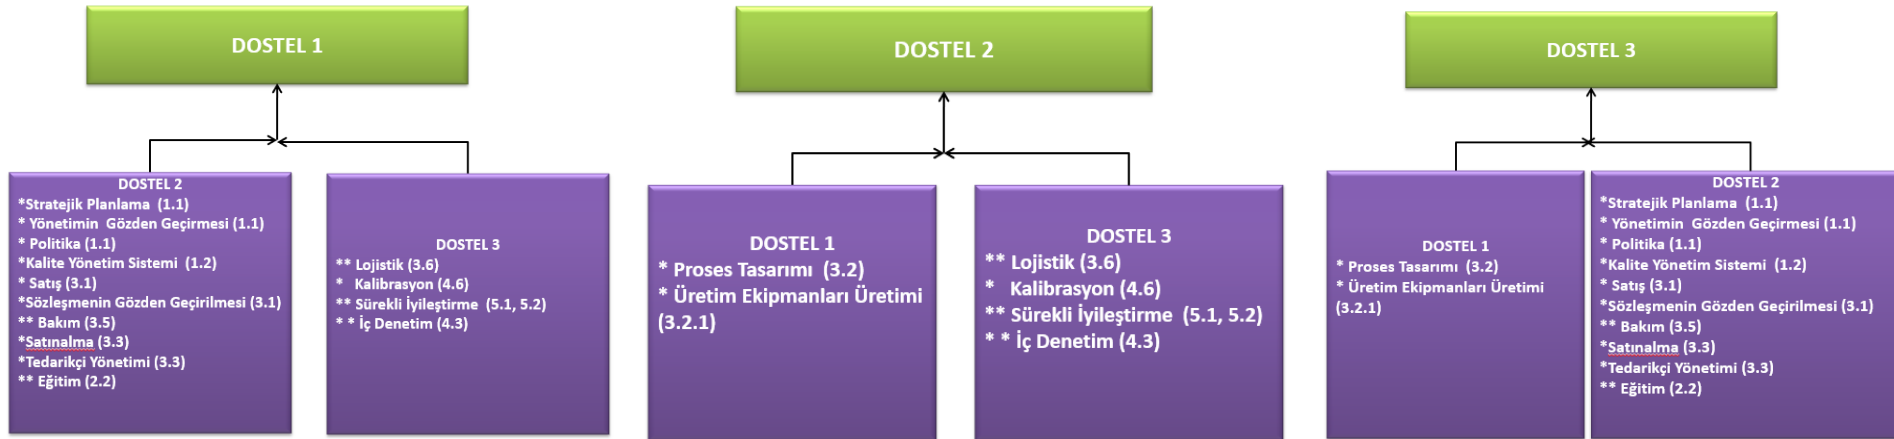 DOSTEL 1
DOSTEL 2
*Stratejik Planlama (1.1)
* Yönetimin Gözden Geçirmesi (1.1)
* Politika (1.1)
*Kalite Yönetim Sistemi (1.2)
* Satış (3.1)
*Sözleşmenin Gözden Geçirilmesi (3.1)
** Bakım (3.5)
*Satınalma (3.3)
*Tedarikçi Yönetimi (3.3)
** Eğitim (2.2)
DOSTEL 3
** Lojistik (3.6)
* Kalibrasyon (4.6)
** Sürekli İyileştirme (5.1, 5.2)
* * İç Denetim (4.3)
DOSTEL 2
DOSTEL 1
* Proses Tasarımı (3.2)
* Üretim Ekipmanları Üretimi
(3.2.1)
DOSTEL 3
** Lojistik (3.6)
* Kalibrasyon (4.6)
** Sürekli İyileştirme (5.1, 5.2)
* * İç Denetim (4.3)
DOSTEL 3
DOSTEL 1
* Proses Tasarımı (3.2)
* Üretim Ekipmanları Üretimi
(3.2.1)
DOSTEL 2
*Stratejik Planlama (1.1)
* Yönetimin Gözden Geçirmesi (1.1)
* Politika (1.1)
*Kalite Yönetim Sistemi (1.2)
* Satış (3.1)
*Sözleşmenin Gözden Geçirilmesi (3.1)
** Bakım (3.5)
*Satınalma (3.3)
*Tedarikçi Yönetimi (3.3)
** Eğitim (2.2)